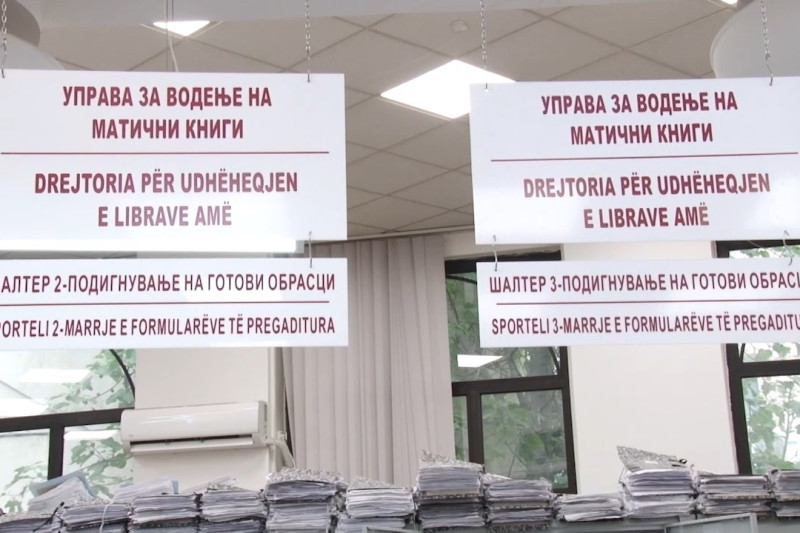 УПРАВА ЗА ВОДЕЊЕ НА
МАТИЧНИ КНИГИ
DREJTORIA PËR UDHËHEQJEN
E LIBRAVE AMË
2-ПОДИГНУВАЊЕ НА ГОТОВИ ОБРАСЦИ
2-MARRJE E FORMULARËVE TË PREGADITURA
УПРАВА ЗА ВОДЕЊЕ НА
МАТИЧНИ КНИГИ
DREJTORIA PËR UDHËHEQJEN
E LIBRAVE AMË
ШАЛТЕР 3-ПОДИГНУВАЊЕ НА ГОТОВИ
SPORTELI 3-MARRJE E FORMULARËVE TË